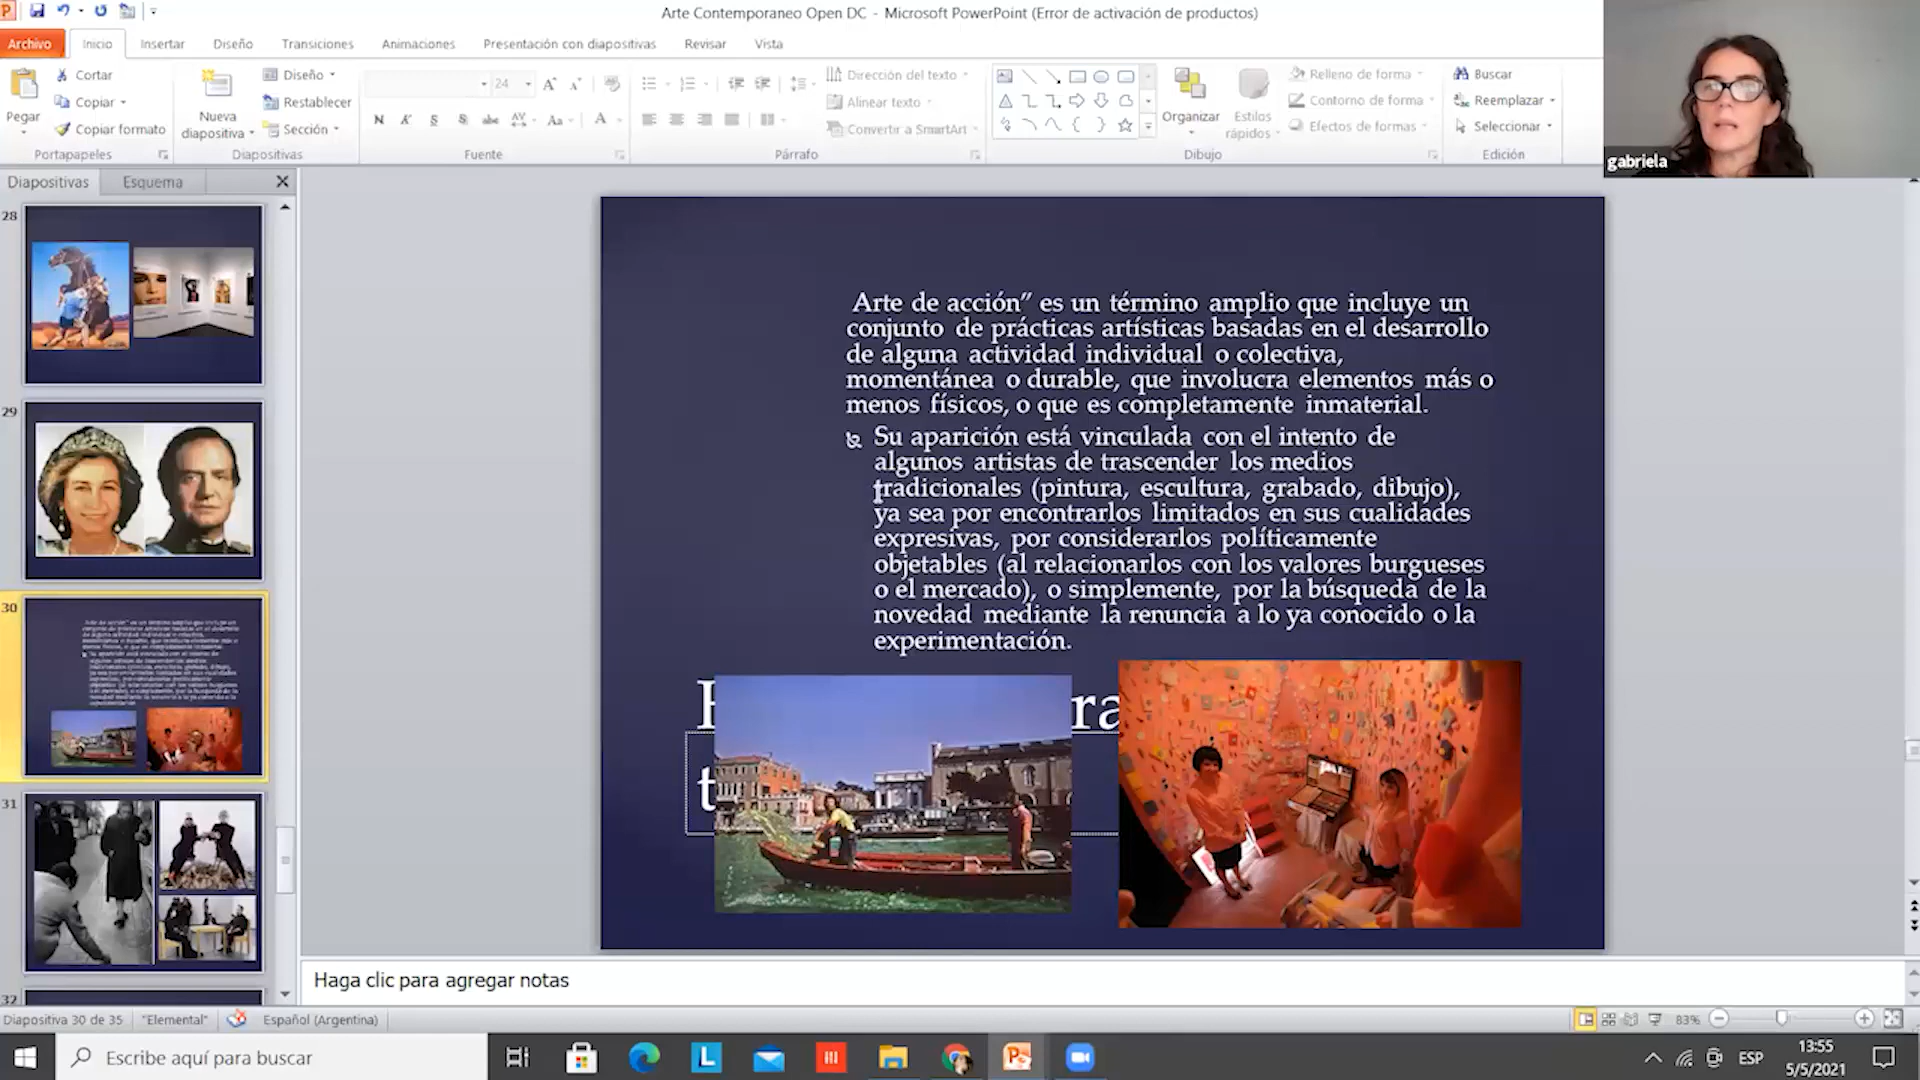 Arte Contemporaneo Open DC - Microsoft PowerPoint (Error de activación de productos)
Archivo Inicio Insertar Diseño Transiciones Animaciones Presentación con diapositivas Revisar Vista
Pegar
Cortar
Copiar
Copiar formato
Portapapeles
Nueva
diapositiva
Diseño
Restablecer
Sección
Diapositivas
24
Fuente
Dirección del texto
Alinear texto
Convertir a SmartArt
Párrafo
Organizar
Estilos
rápidos
Relleno de forma
Contorno de forma
Efectos de formas
Dibujo
Buscar
Reemplazar
Seleccionar
Edición
gabriela
Diapositivas Esquema
28
29
30
31
32
Arte de acción” es un término amplio que incluye un
conjunto de prácticas artísticas basadas en el desarrollo
de alguna actividad individual o colectiva,
momentánea o durable, que involucra elementos más o
menos físicos, o que es completamente inmaterial.
Su aparición está vinculada con el intento de
algunos artistas de trascender los medios
tradicionales (pintura, escultura, grabado, dibujo),
ya sea por encontrarlos limitados en sus cualidades
expresivas, por considerarlos políticamente
objetables (al relacionarlos con los valores burgueses
o el mercado), o simplemente, por la búsqueda de la
novedad mediante la renuncia a lo ya conocido o la
experimentación.
Haga clic para agregar notas
Diapositiva 30 de 35 "Elemental" Español (Argentina) 83%
Escribe aquí para buscar
ESP
13:55
5/5/2021